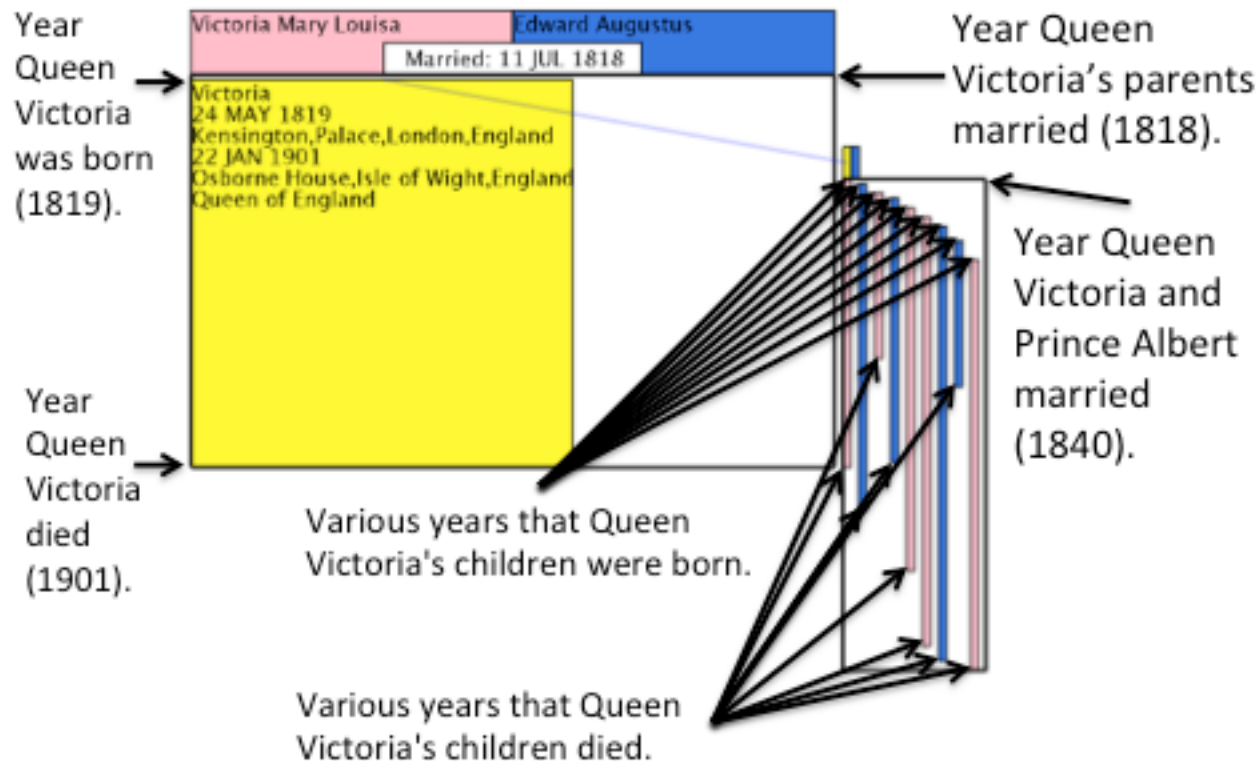 Year
Queen
Victoria
was born
(1819).
Victoria Mary Louisa
Edward Augustus
Married: 11 JUL 1818
Year Queen
Victoria's parents
married (1818).
Victoria
24 MAY 1819
Kensington,Palace,London,England
22 JAN 1901
Osborne House,Isle of Wight,England
Queen of England
Year Queen
Victoria and
Prince Albert
married
(1840).
Year
Queen
Victoria
died
(1901).
Various years that Queen
Victoria's children were born.
Various years that Queen
Victoria's children died.